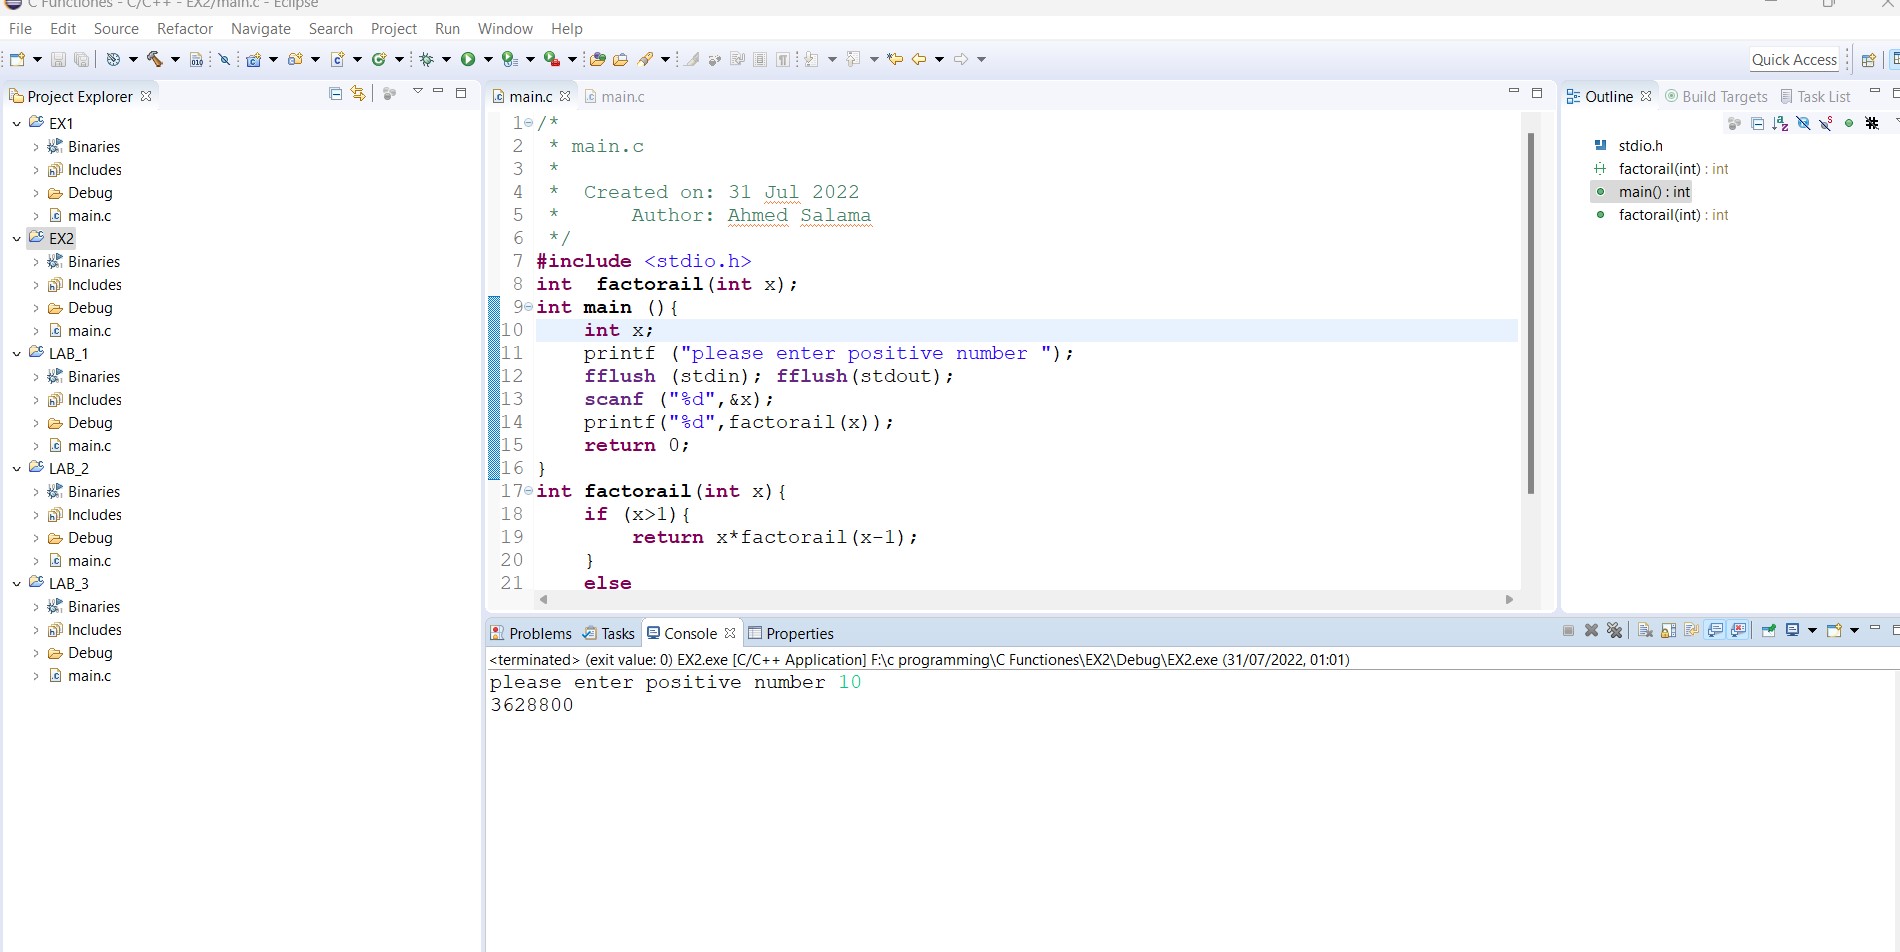 C Functiones - C/C++ - EX2/main.c - Eclipse
File Edit Source Refactor Navigate Search Project Run Window Help
Quick Access
Project Explorer
EX1
Binaries
Includes
Debug
main.c
EX2
Binaries
Includes
Debug
main.c
LAB_1
Binaries
Includes
Debug
main.c
LAB_2
Binaries
Includes
Debug
main.c
LAB_3
Binaries
Includes
Debug
main.c
main.c main.c
1 /*
2  * main.c
3  *
4  *  Created on: 31 Jul 2022
5  *      Author: Ahmed Salama
6  */
7 #include <stdio.h>
8 int  factorail(int x);
9 int main (){
10     int x;
11     printf ("please enter positive number ");
12     fflush (stdin); fflush(stdout);
13     scanf ("%d",&x);
14     printf("%d",factorail(x));
15     return 0;
16 }
17 int factorail(int x){
18     if (x>1){
19         return x*factorail(x-1);
20     }
21     else
Outline Build Targets Task List
stdio.h
factorail(int) : int
main() : int
factorail(int) : int
Problems Tasks Console Properties
<terminated> (exit value: 0) EX2.exe [C/C++ Application] F:\c programming\C Functiones\EX2\Debug\EX2.exe (31/07/2022, 01:01)
please enter positive number 10
3628800